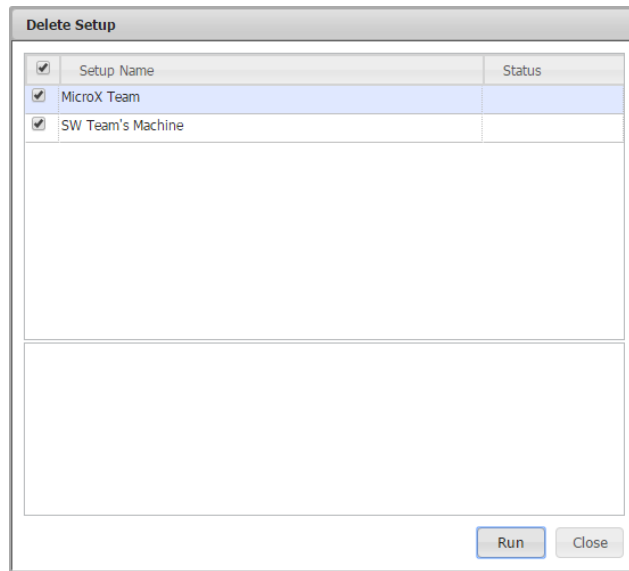 Delete Setup
Setup Name Status
MicroX Team
SW Team's Machine
Run Close